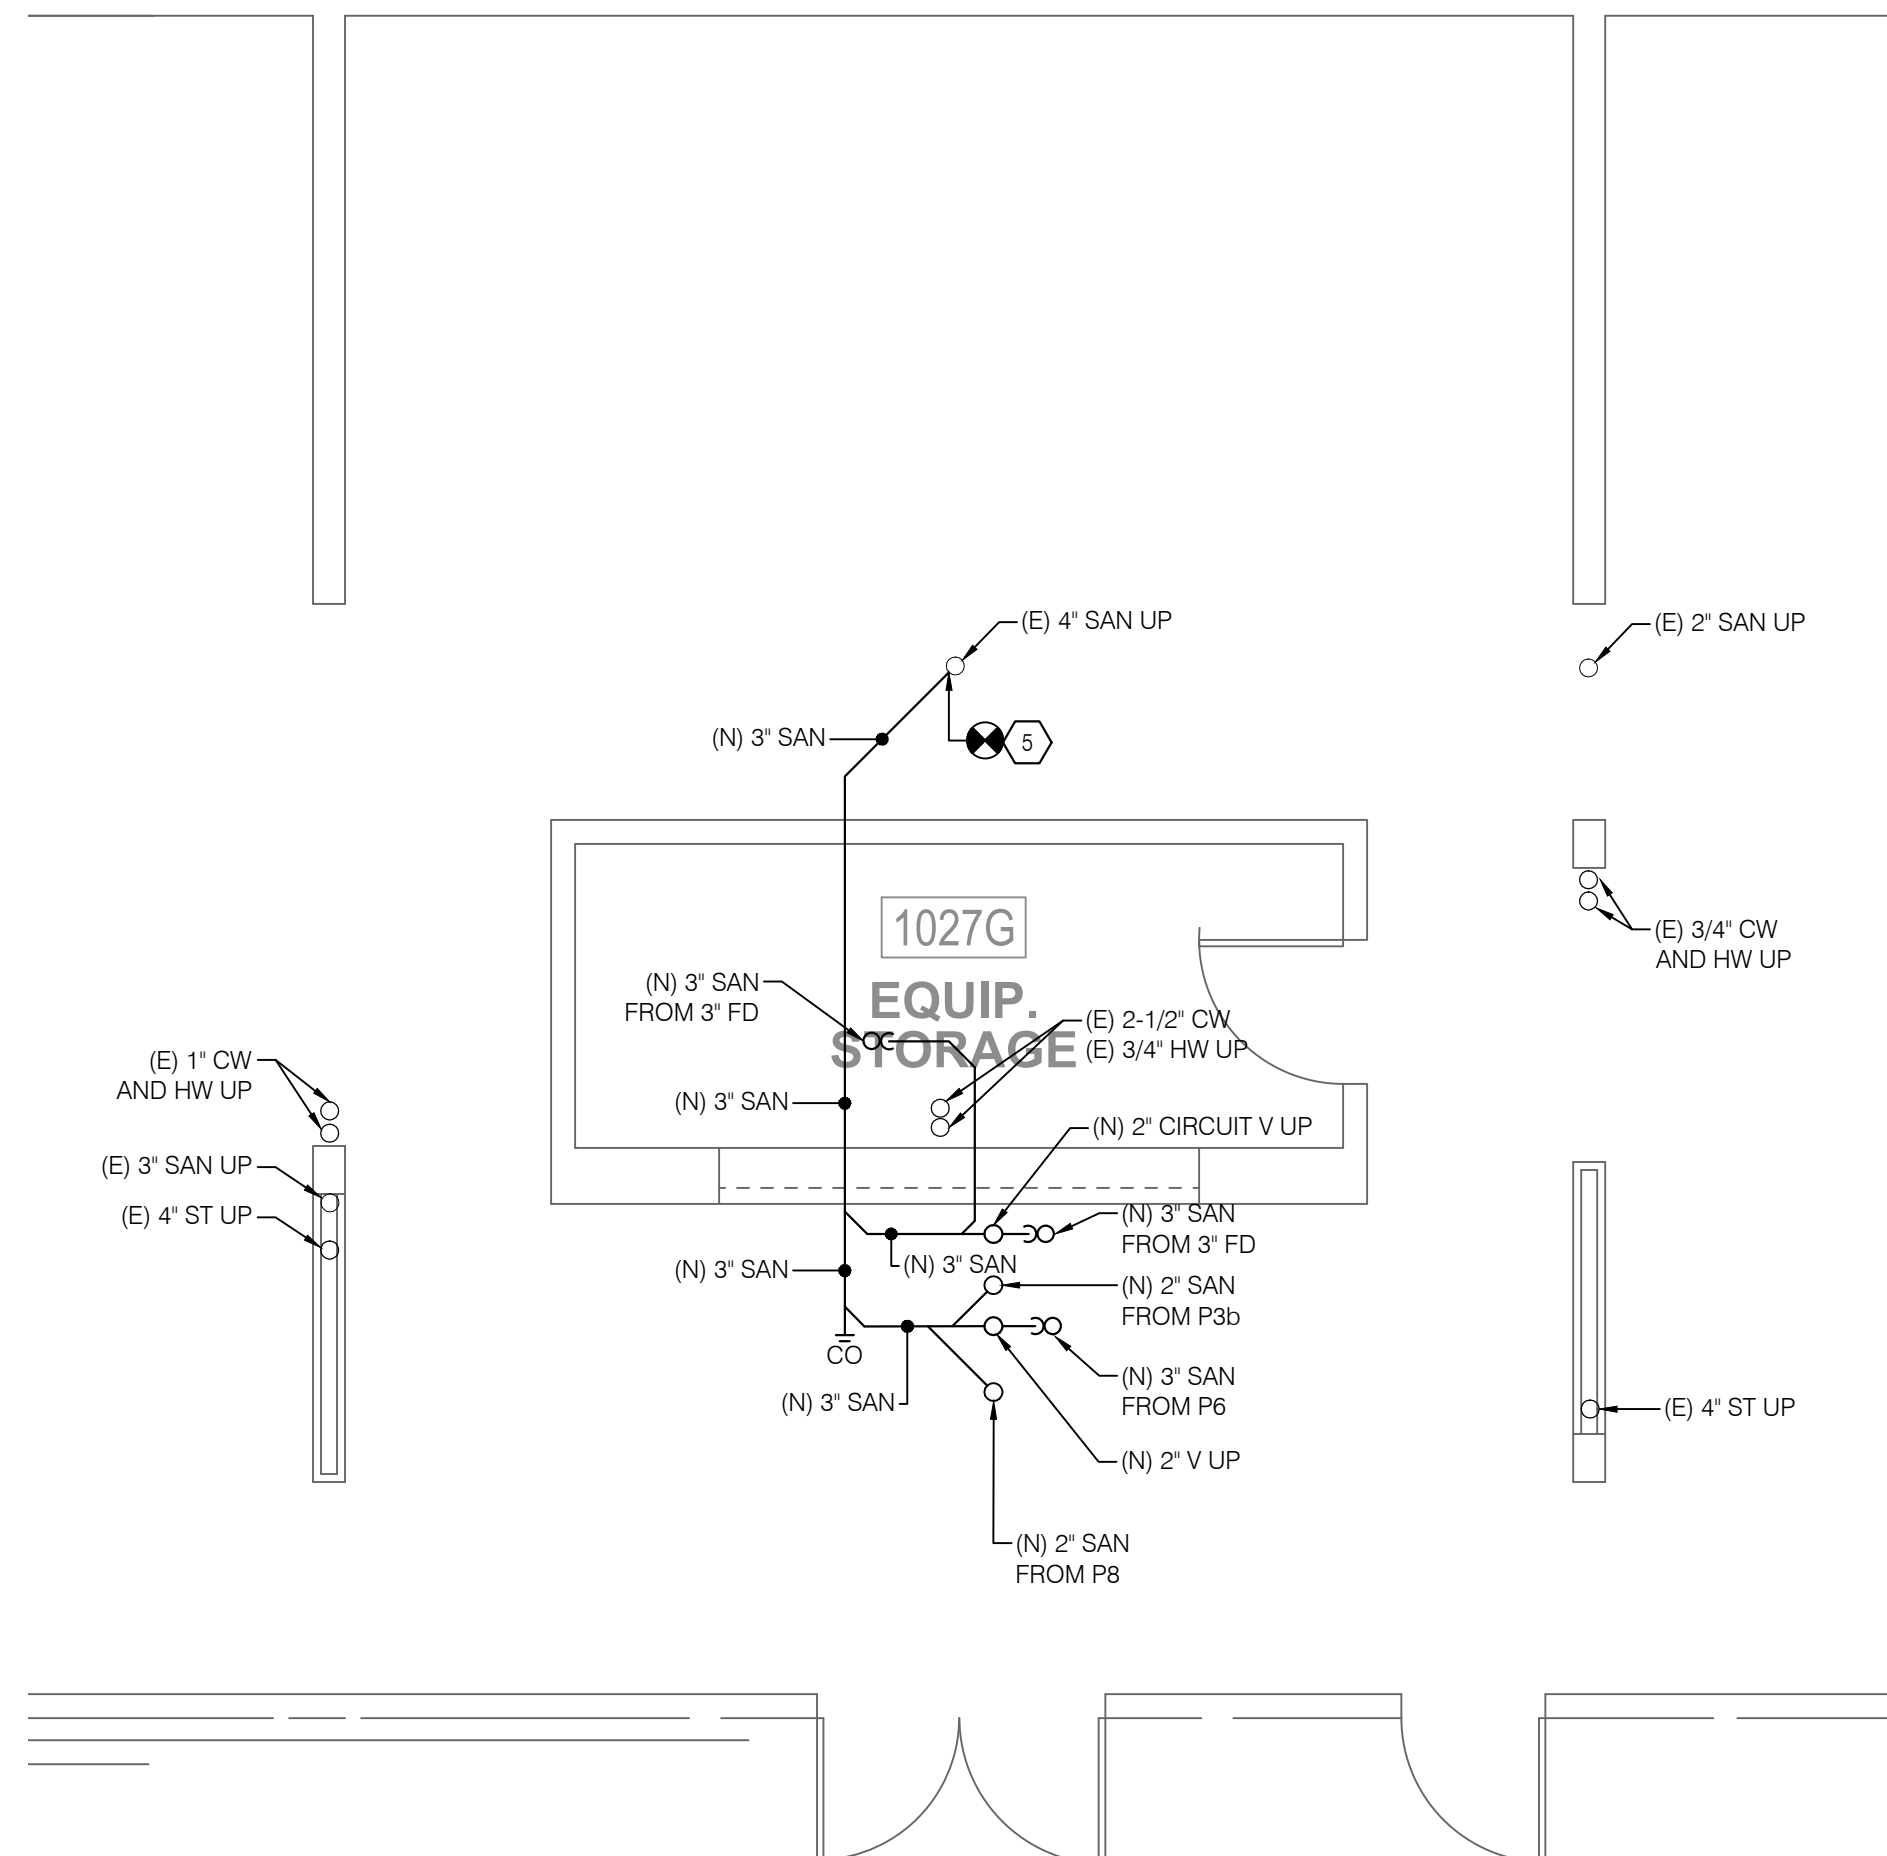 (E) 4" SAN UP
(E) 2" SAN UP
(N) 3" SAN
5
1027G
EQUIP.
STORAGE
(E) 3/4" CW
AND HW UP
(N) 3" SAN
FROM 3" FD
(E) 2-1/2" CW
(E) 3/4" HW UP
(E) 1" CW
AND HW UP
(N) 3" SAN
(N) 2" CIRCUIT V UP
(E) 3" SAN UP
(E) 4" ST UP
(N) 3" SAN
FROM 3" FD
(N) 3" SAN
(N) 3" SAN
(N) 2" SAN
FROM P3b
CO
(N) 3" SAN
FROM P6
(N) 3" SAN
(E) 4" ST UP
(N) 2" V UP
(N) 2" SAN
FROM P8